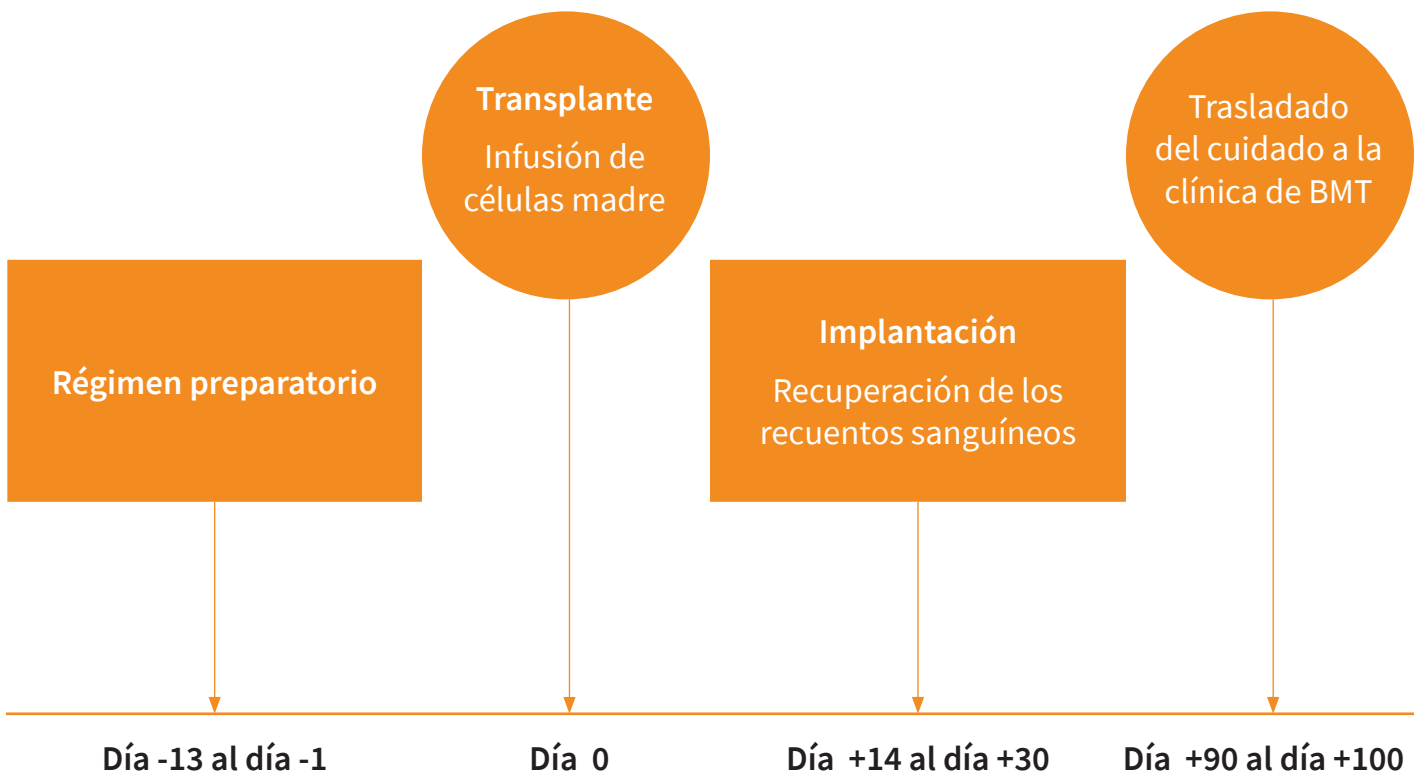 Transplante
Infusión de
células madre
Trasladado
del cuidado a la
clínica de BMT
Régimen preparatorio
Implantación
Recuperación de los
recuentos sanguíneos
Día -13 al día -1
Día 0
Día +14 al día +30
Día +90 al día +100